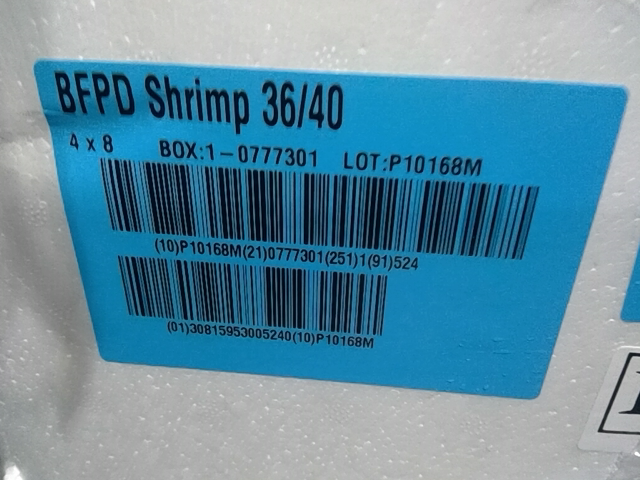 BFPD Shrimp 36/40
4 x 8 BOX:1-0777301 LOT:P10168M
(10)P10168M(21)0777301(251)1(91)524
(01)30815953005240(10)P10168M